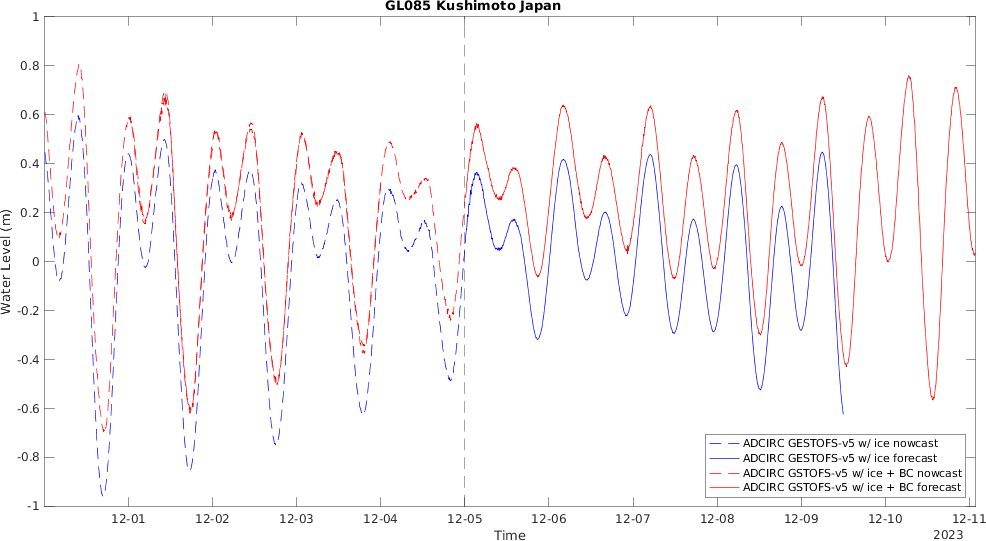 GL085 Kushimoto Japan
Water Level (m)
1
0.8
0.6
0.4
0.2
0
-0.2
-0.4
-0.6
-0.8
-1
12-01 12-02 12-03 12-04 12-05 12-06 12-07 12-08 12-09 12-10 12-11
Time
2023
ADCIRC GESTOFS-v5 w/ ice nowcast
ADCIRC GESTOFS-v5 w/ ice forecast
ADCIRC GSTOFS-v5 w/ ice + BC nowcast
ADCIRC GSTOFS-v5 w/ ice + BC forecast